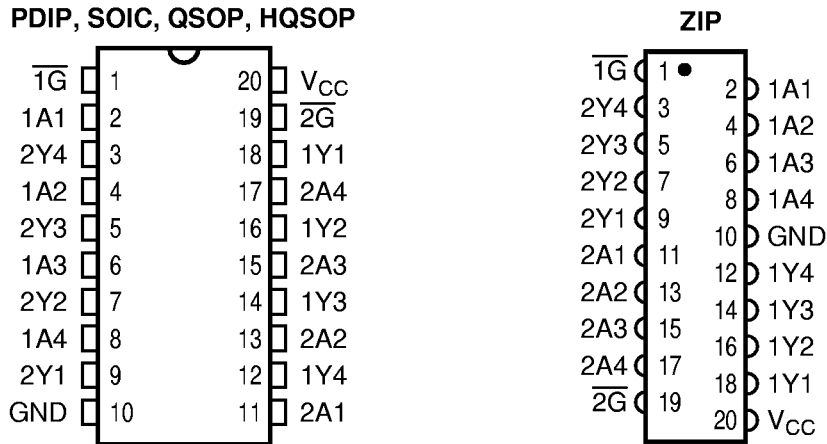 PDIP, SOIC, QSOP, HQSOP
1G 1 20 VCC
1A1 2 19 2G
2Y4 3 18 1Y1
1A2 4 17 2A4
2Y3 5 16 1Y2
1A3 6 15 2A3
2Y2 7 14 1Y3
1A4 8 13 2A2
2Y1 9 12 1Y4
GND 10 11 2A1
ZIP
1G 1
2 1A1
2Y4 3
4 1A2
2Y3 5
6 1A3
2Y2 7
8 1A4
2Y1 9
10 GND
2A1 11
12 1Y4
2A2 13
14 1Y3
2A3 15
16 1Y2
2A4 17
18 1Y1
2G 19
20 VCC